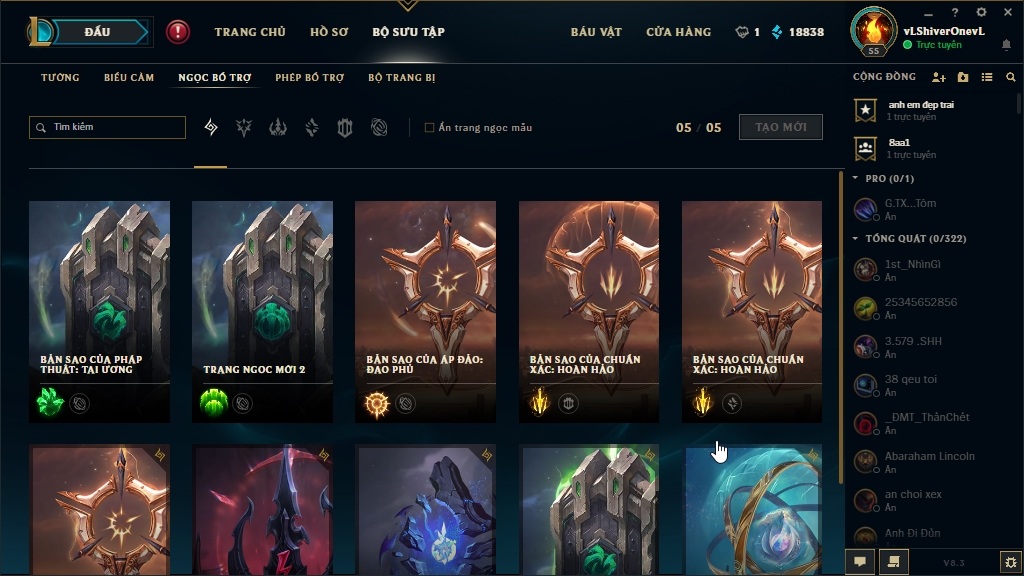 ĐẤU
TRANG CHỦ
HỒ SƠ
BỘ SƯU TẬP
BÁU VẬT
CỬA HÀNG
1
18838
55
vLShiverOnevL
Trực tuyến
TƯỚNG
BIỂU CẢM
NGỌC BỔ TRỢ
PHÉP BỔ TRỢ
BỘ TRANG BỊ
CỘNG ĐỒNG
Tìm kiếm
Ẩn trang ngọc mẫu
05 / 05
TẠO MỚI
anh em đẹp trai
1 trực tuyến
8aa1
1 trực tuyến
PRO (0/1)
G.TX...Tôm
Ẩn
TỔNG QUÁT (0/322)
1st_NhìnGì
Ẩn
25345652856
Ẩn
3.579 .SHH
Ẩn
38 qeu toi
Ẩn
_ĐMT_ThầnChết
Ẩn
Abaraham Lincoln
Ẩn
an choi xex
Ẩn
Anh Đi Đủn
Ẩn
BẢN SAO CỦA PHÁP
THUẬT: TAI ƯƠNG
TRANG NGỌC MỚI 2
BẢN SAO CỦA ÁP ĐẢO:
ĐAO PHỦ
BẢN SAO CỦA CHUẨN
XÁC: HOÀN HẢO
BẢN SAO CỦA CHUẨN
XÁC: HOÀN HẢO
V8.3